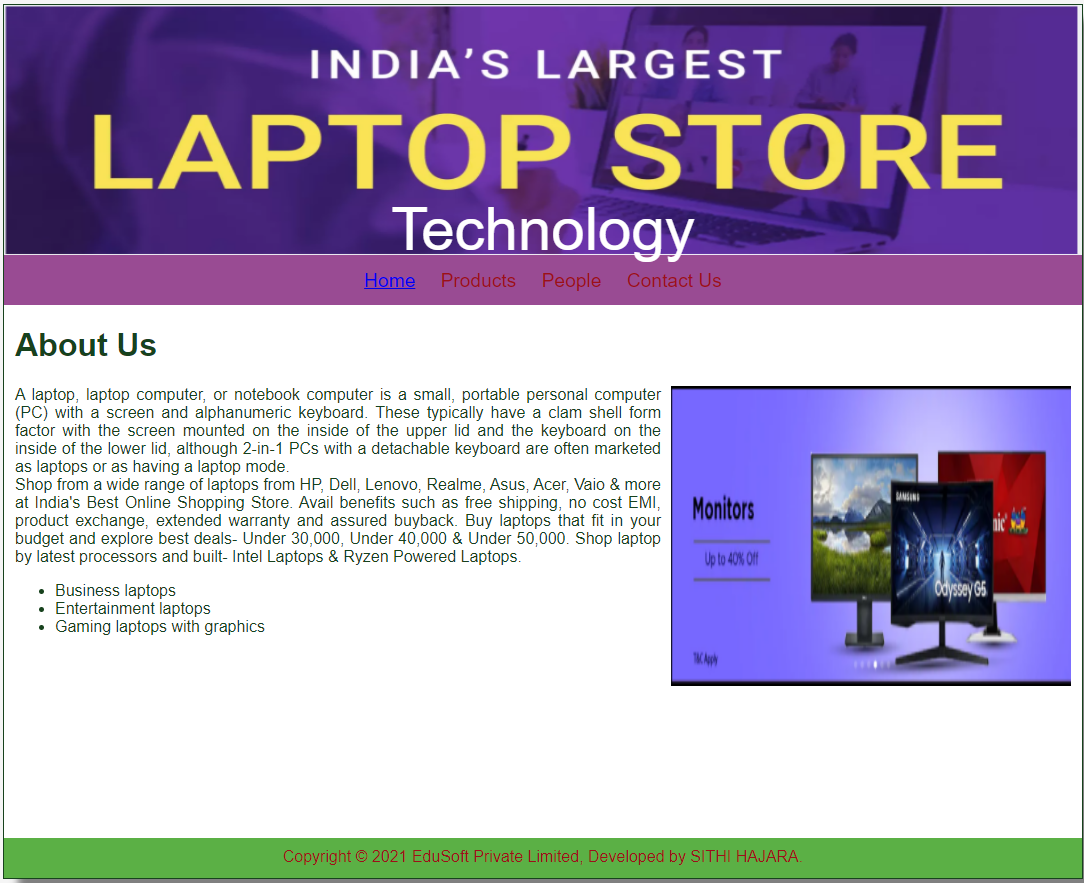 INDIA'S LARGEST
LAPTOP STORE
Technology
Home Products People Contact Us
About Us
A laptop, laptop computer, or notebook computer is a small, portable personal computer
(PC) with a screen and alphanumeric keyboard. These typically have a clam shell form
factor with the screen mounted on the inside of the upper lid and the keyboard on the
inside of the lower lid, although 2-in-1 PCs with a detachable keyboard are often marketed
as laptops or as having a laptop mode.
Shop from a wide range of laptops from HP, Dell, Lenovo, Realme, Asus, Acer, Vaio & more
at India's Best Online Shopping Store. Avail benefits such as free shipping, no cost EMI,
product exchange, extended warranty and assured buyback. Buy laptops that fit in your
budget and explore best deals- Under 30,000, Under 40,000 & Under 50,000. Shop laptop
by latest processors and built- Intel Laptops & Ryzen Powered Laptops.
• Business laptops
• Entertainment laptops
• Gaming laptops with graphics
Monitors
Up to 40% Off
T&C Apply
SAMSUNG
Odyssey G5
Copyright © 2021 EduSoft Private Limited, Developed by SITHI HAJARA.